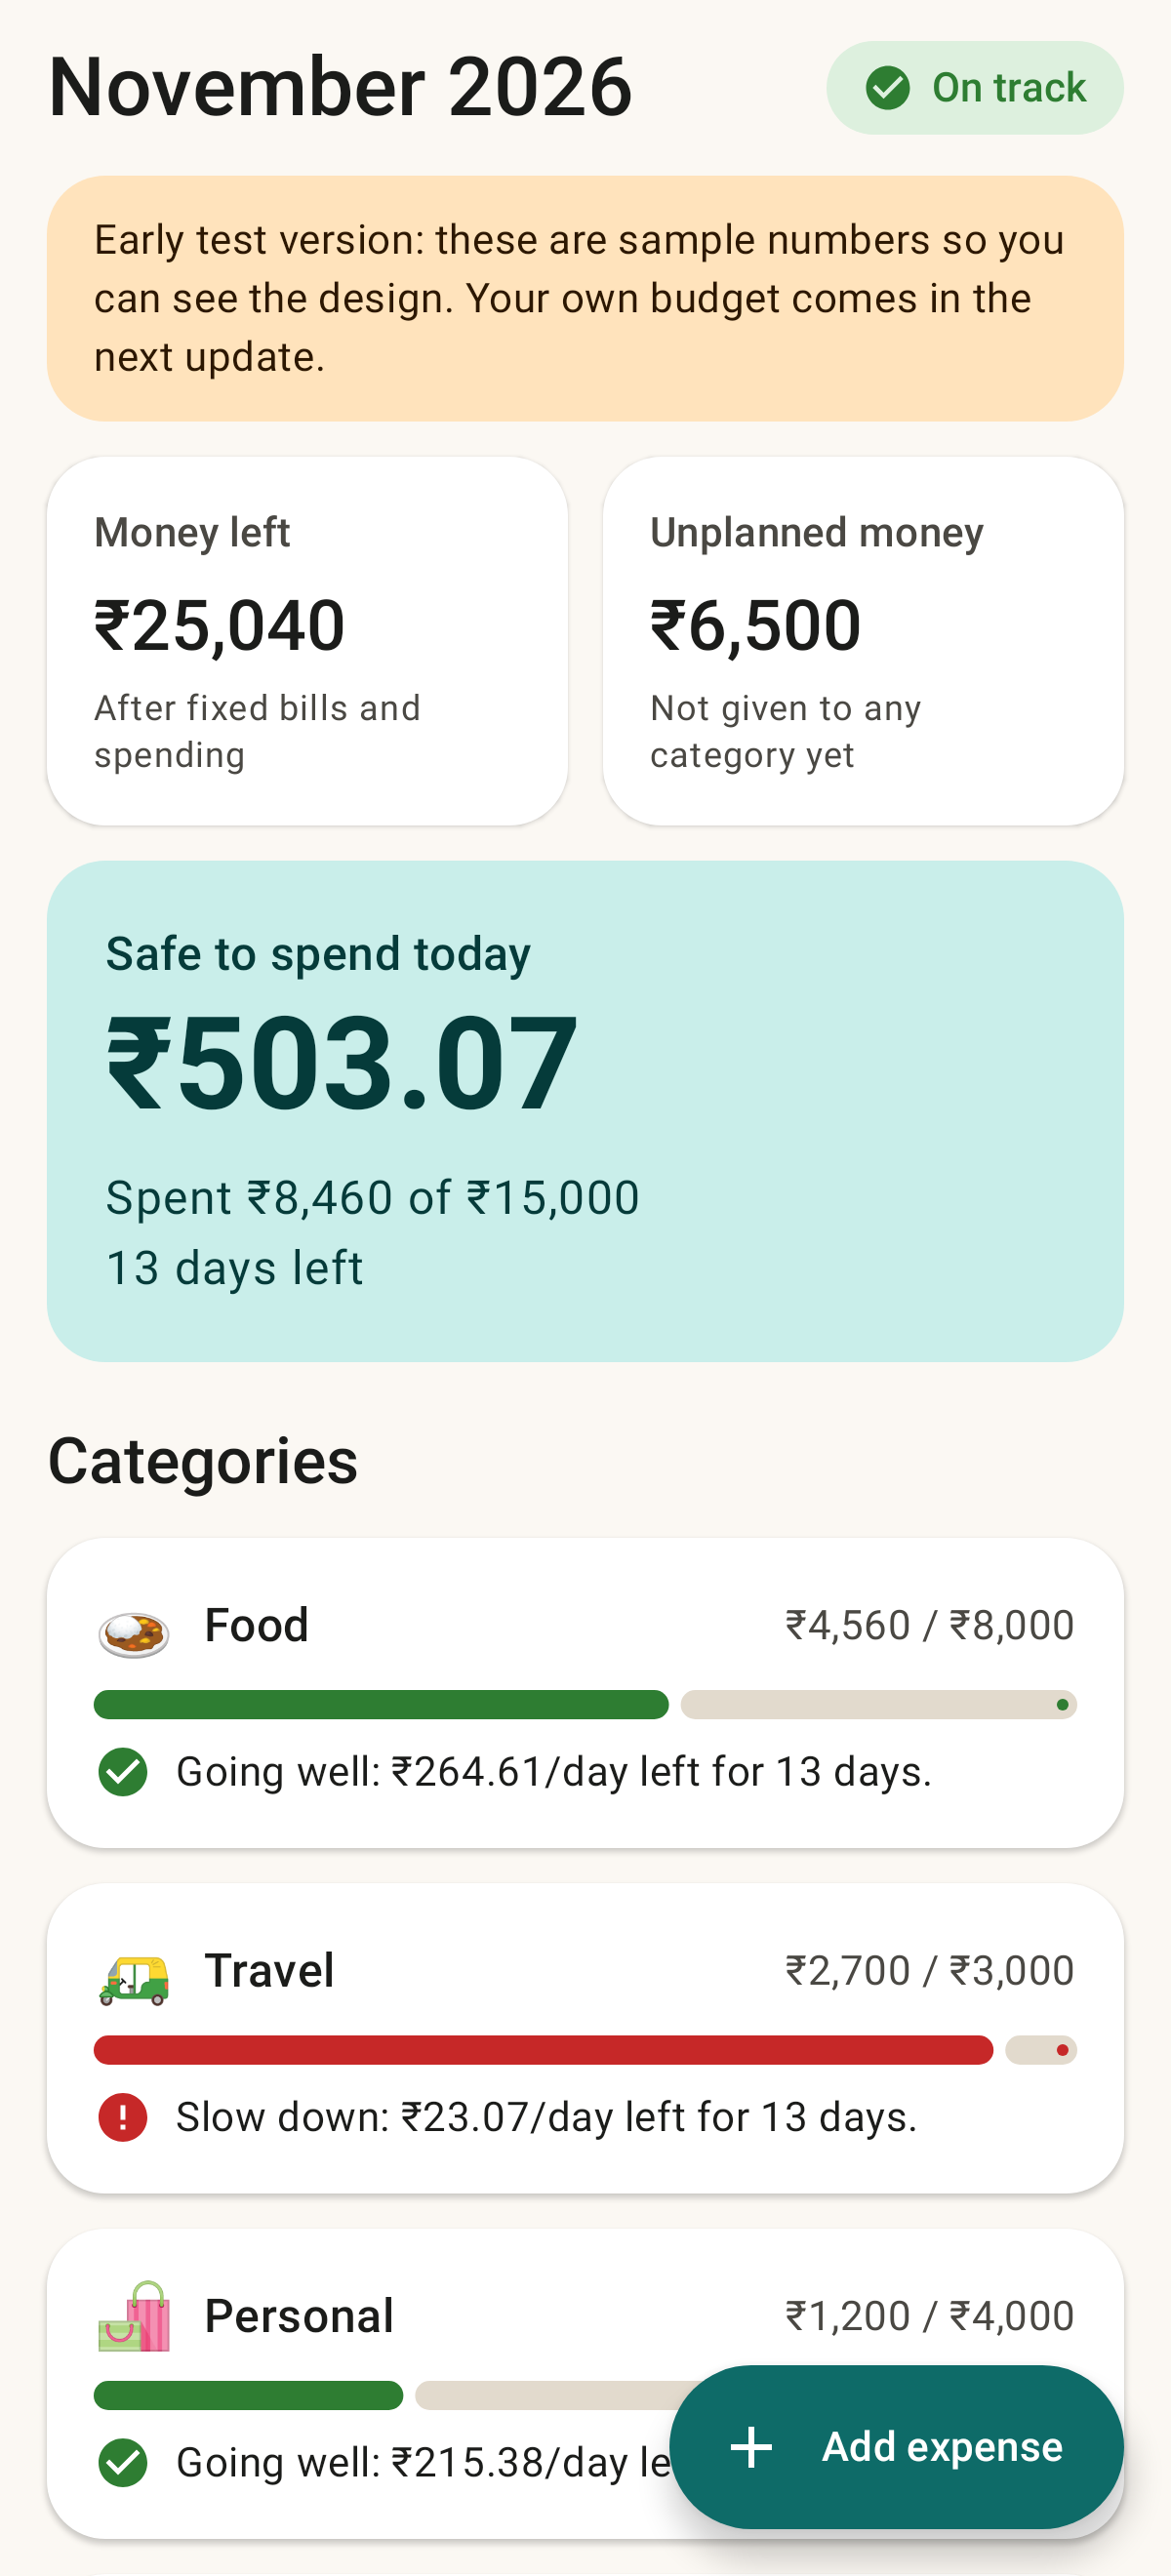 November 2026
On track
Early test version: these are sample numbers so you
can see the design. Your own budget comes in the
next update.
Money left
₹25,040
After fixed bills and
spending
Unplanned money
₹6,500
Not given to any
category yet
Safe to spend today
₹503.07
Spent ₹8,460 of ₹15,000
13 days left
Categories
Food
₹4,560 / ₹8,000
Going well: ₹264.61/day left for 13 days.
Travel
₹2,700 / ₹3,000
Slow down: ₹23.07/day left for 13 days.
Personal
₹1,200 / ₹4,000
Going well: ₹215.38/day le
Add expense